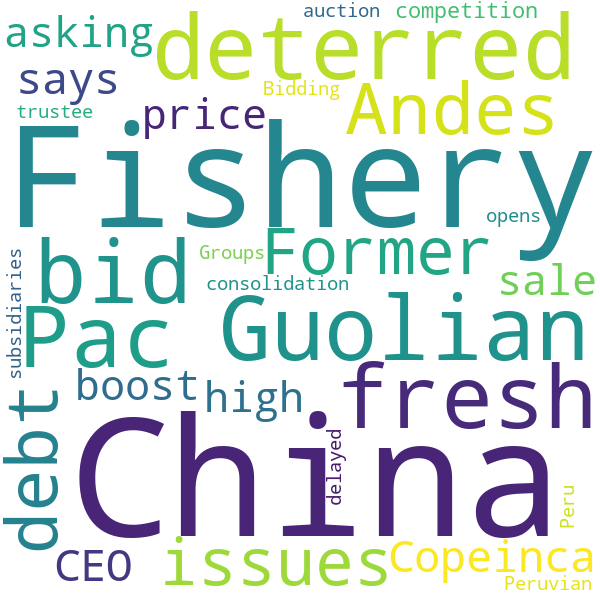 auction competition
asking deterred
says Bidding Andes
trustee price
Fishery
opens
Groups Former
subsidiaries bid consolidation sale
Pac Guolian
boost high fresh
debt China
delayed
Peru
CEO issues Copeinca
Peruvian